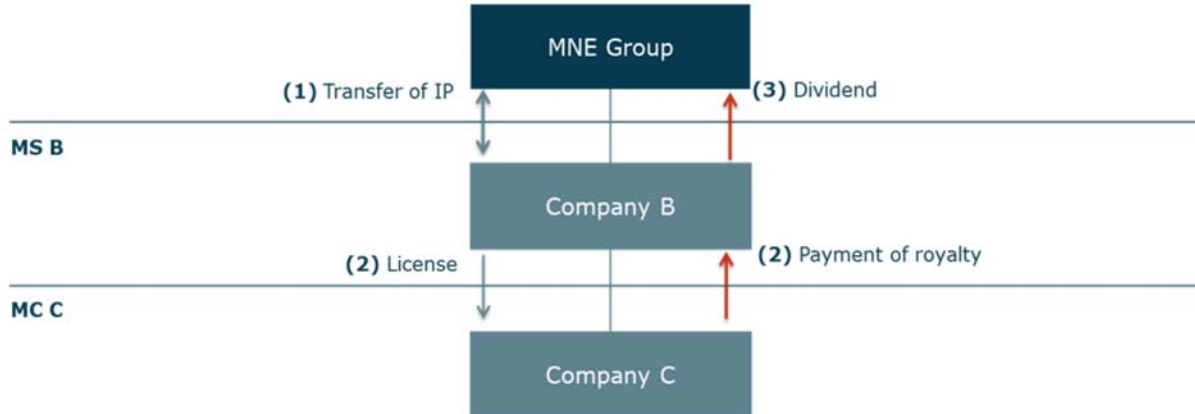 MNE Group
(1) Transfer of IP
(3) Dividend
MS B
Company B
(2) License
(2) Payment of royalty
MC C
Company C